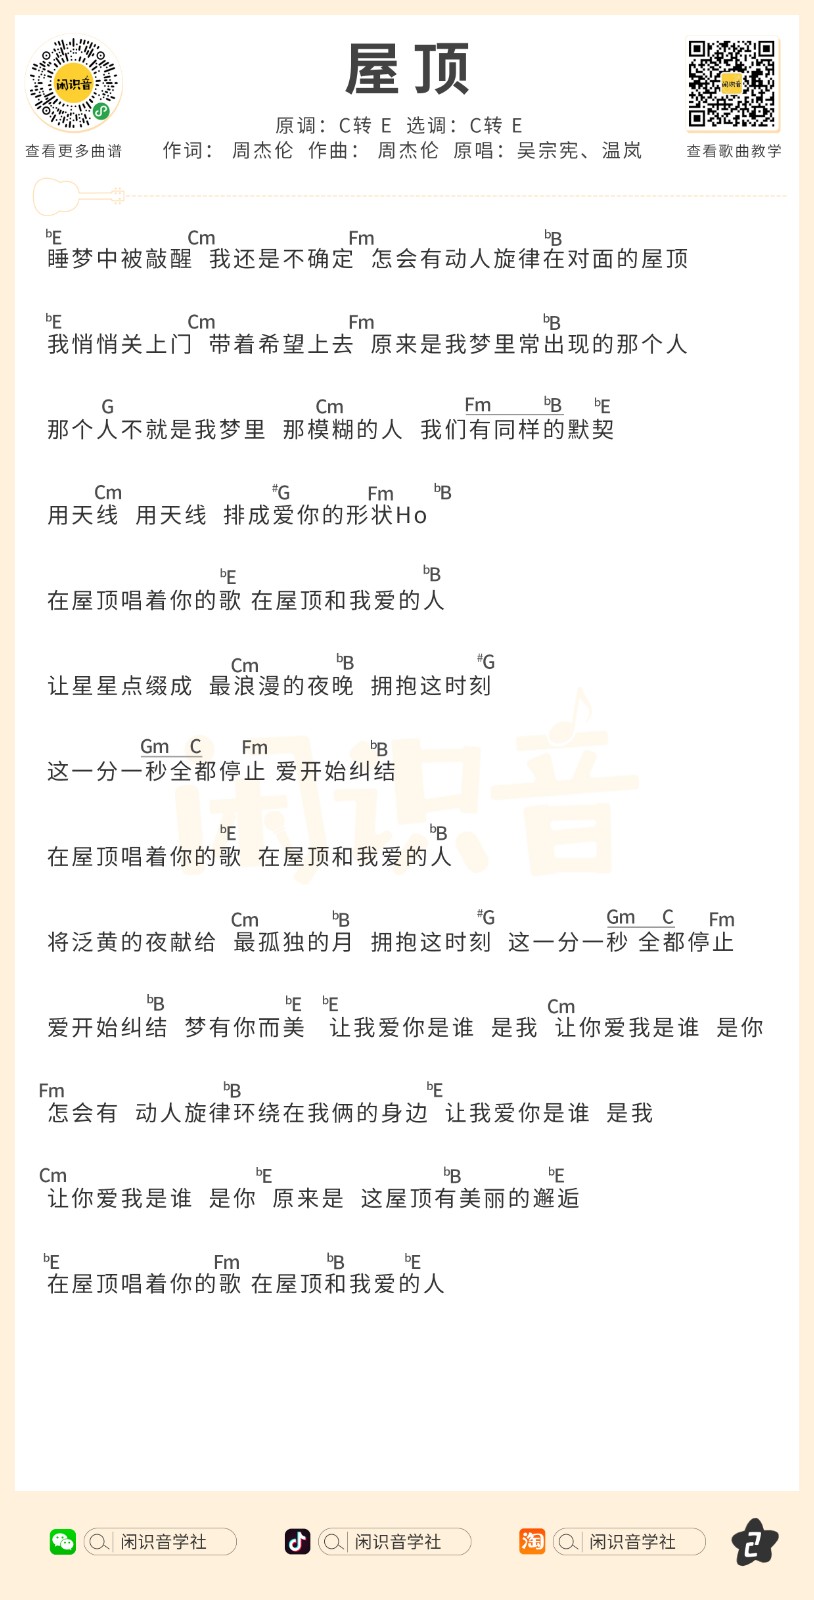 闲识音
闲识音
屋顶
原调：C转 E 选调：C转 E
作词： 周杰伦 作曲： 周杰伦 原唱：吴宗宪、温岚
查看更多曲谱
查看歌曲教学
bE Cm Fm bB
睡梦中被敲醒 我还是不确定 怎会有动人旋律在对面的屋顶
bE Cm Fm bB
我悄悄关上门 带着希望上去 原来是我梦里常出现的那个人
G Cm Fm bB bE
那个人不就是我梦里 那模糊的人 我们有同样的默契
Cm #G Fm bB
用天线 用天线 排成爱你的形状Ho
bE bB
在屋顶唱着你的歌 在屋顶和我爱的人
Cm bB #G
让星星点缀成 最浪漫的夜晚 拥抱这时刻
Gm C Fm bB
这一分一秒全都停止 爱开始纠结
bE bB
在屋顶唱着你的歌 在屋顶和我爱的人
Cm bB #G Gm C Fm
将泛黄的夜献给 最孤独的月 拥抱这时刻 这一分一秒 全都停止
bB bE bE Cm
爱开始纠结 梦有你而美 让我爱你是谁 是我 让你爱我是谁 是你
Fm bB bE
怎会有 动人旋律环绕在我俩的身边 让我爱你是谁 是我
Cm bE bB bE
让你爱我是谁 是你 原来是 这屋顶有美丽的邂逅
bE Fm bB bE
在屋顶唱着你的歌 在屋顶和我爱的人
闲识音
闲识音学社
闲识音学社
淘
闲识音学社
2